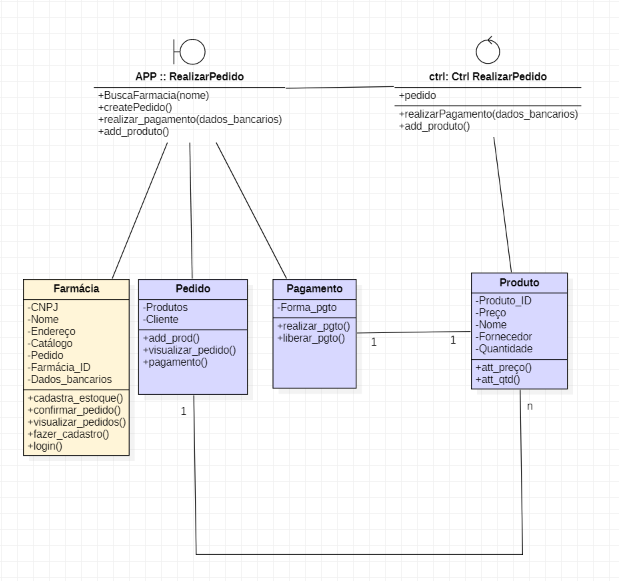 APP :: RealizarPedido
+BuscaFarmacia(nome)
+createPedido()
+realizar_pagamento(dados_bancarios)
+add_produto()
ctrl: Ctrl RealizarPedido
+pedido
+realizarPagamento(dados_bancarios)
+add_produto()
Farmácia
-CNPJ
-Nome
-Endereço
-Catálogo
-Pedido
-Farmácia_ID
-Dados_bancarios
+cadastra_estoque()
+confirmar_pedido()
+visualizar_pedidos()
+fazer_cadastro()
+login()
Pedido
-Produtos
-Cliente
+add_prod()
+visualizar_pedido()
+pagamento()
Pagamento
-Forma_pgto
+realizar_pgto()
+liberar_pgto()
Produto
-Produto_ID
-Preço
-Nome
-Fornecedor
-Quantidade
+att_preço()
+att_qtd()
1
1
1
n